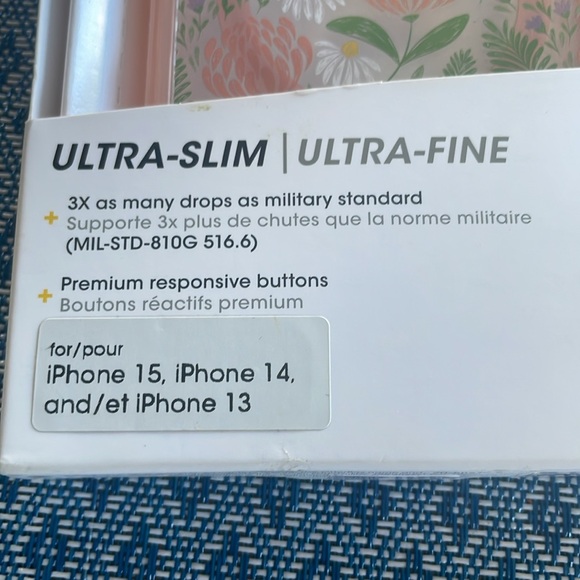 ULTRA-SLIM | ULTRA-FINE
+ 3X as many drops as military standard
Supporte 3x plus de chutes que la norme militaire
(MIL-STD-810G 516.6)
+ Premium responsive buttons
Boutons réactifs premium
for/pour
iPhone 15, iPhone 14,
and/et iPhone 13